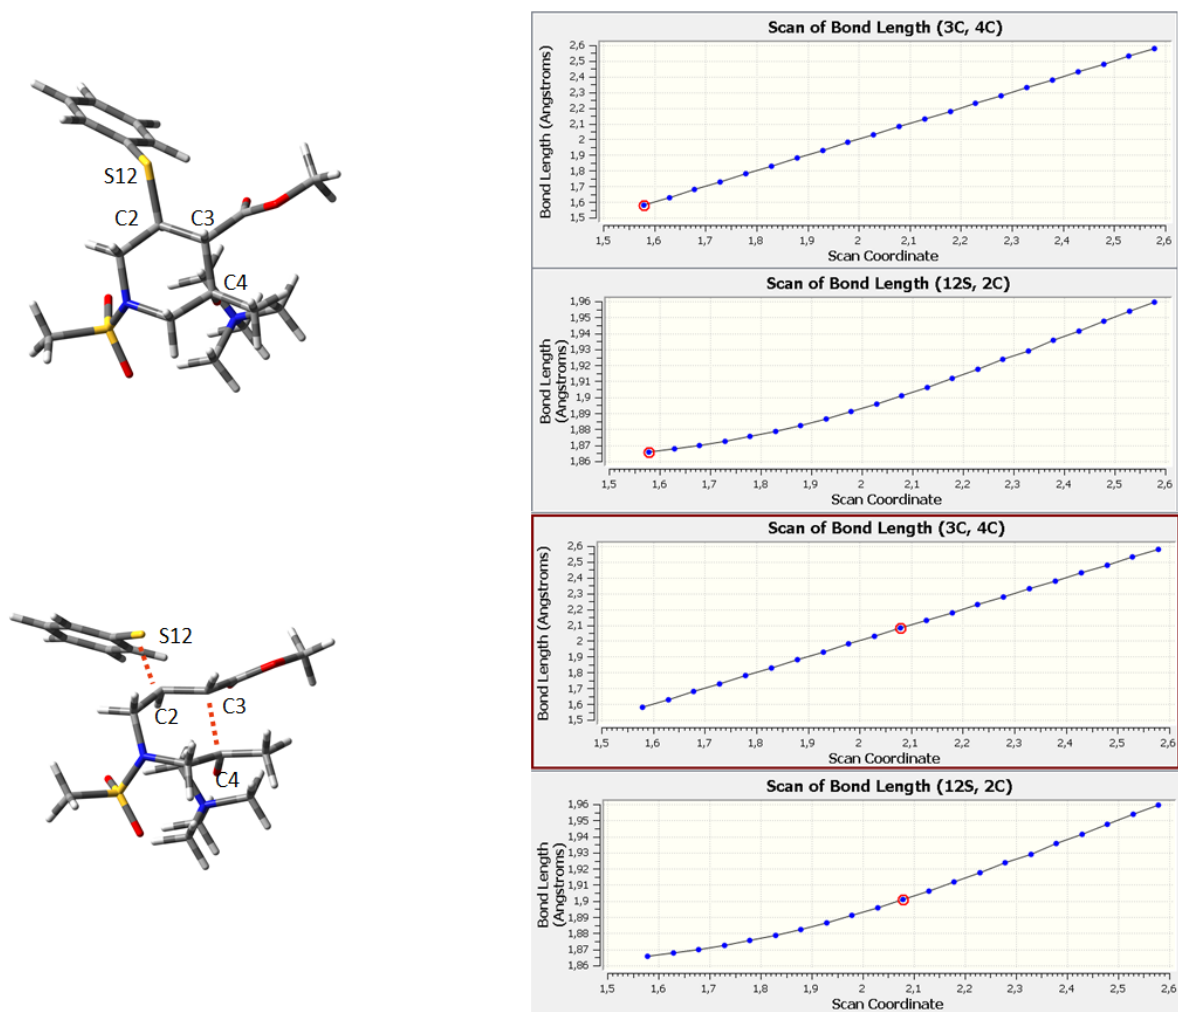 S12
C2
C3
C4
Scan of Bond Length (3C, 4C)
Bond Length (Angstroms)
2,6
2,5
2,4
2,3
2,2
2,1
2
1,9
1,8
1,7
1,6
1,5
1,5 1,6 1,7 1,8 1,9 2 2,1 2,2 2,3 2,4 2,5 2,6
Scan Coordinate
Scan of Bond Length (12S, 2C)
Bond Length
(Angstroms)
1,96
1,95
1,94
1,93
1,92
1,91
1,9
1,89
1,88
1,87
1,86
1,5 1,6 1,7 1,8 1,9 2 2,1 2,2 2,3 2,4 2,5 2,6
Scan Coordinate
S12
C2
C3
C4
Scan of Bond Length (3C, 4C)
Bond Length (Angstroms)
2,6
2,5
2,4
2,3
2,2
2,1
2
1,9
1,8
1,7
1,6
1,5
1,5 1,6 1,7 1,8 1,9 2 2,1 2,2 2,3 2,4 2,5 2,6
Scan Coordinate
Scan of Bond Length (12S, 2C)
Bond Length
(Angstroms)
1,96
1,95
1,94
1,93
1,92
1,91
1,9
1,89
1,88
1,87
1,86
1,5 1,6 1,7 1,8 1,9 2 2,1 2,2 2,3 2,4 2,5 2,6
Scan Coordinate